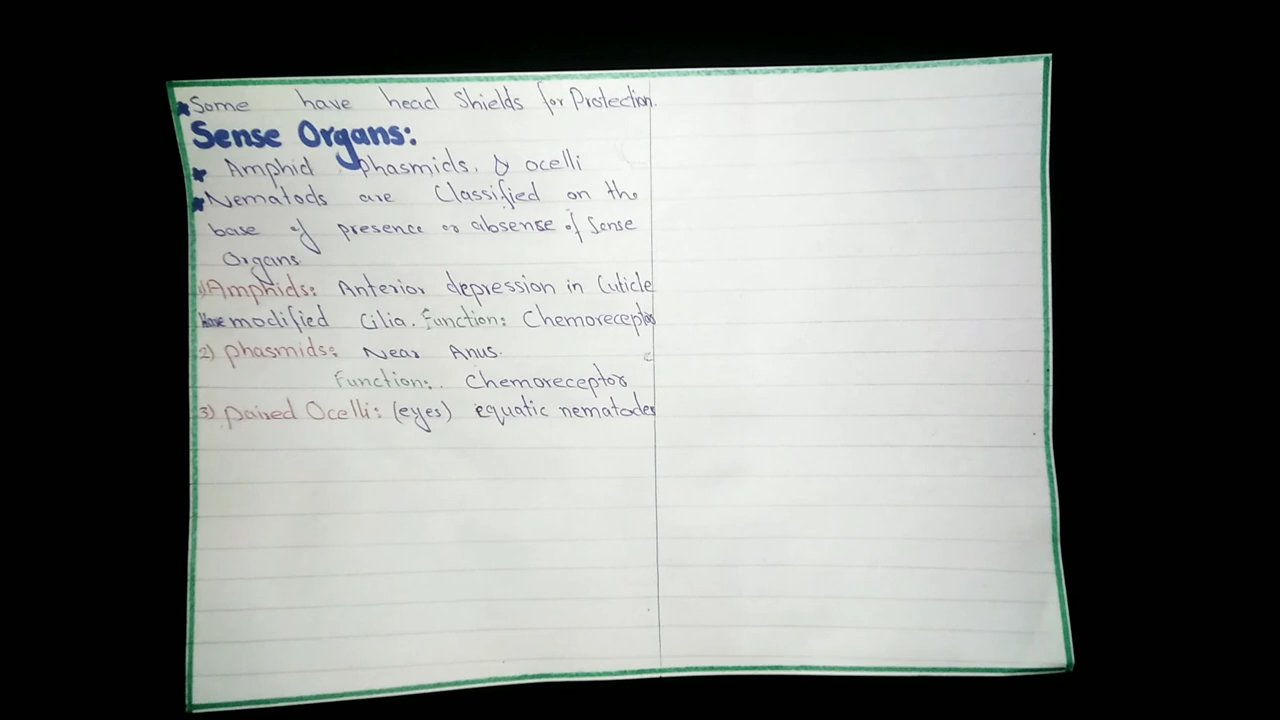 Some have head Shields for Protection.
Sense Organs:
Amphid phasmids, & ocelli
Nematods are Classified on the
base of presence or absense of Sense
Organs.
1) Amphids: Anterior depression in Cuticle
Have modified Cilia. Function: Chemoreceptor
2) phasmids: Near Anus.
Function: Chemoreceptor
3) paired Ocelli: (eyes) equatic nematodes